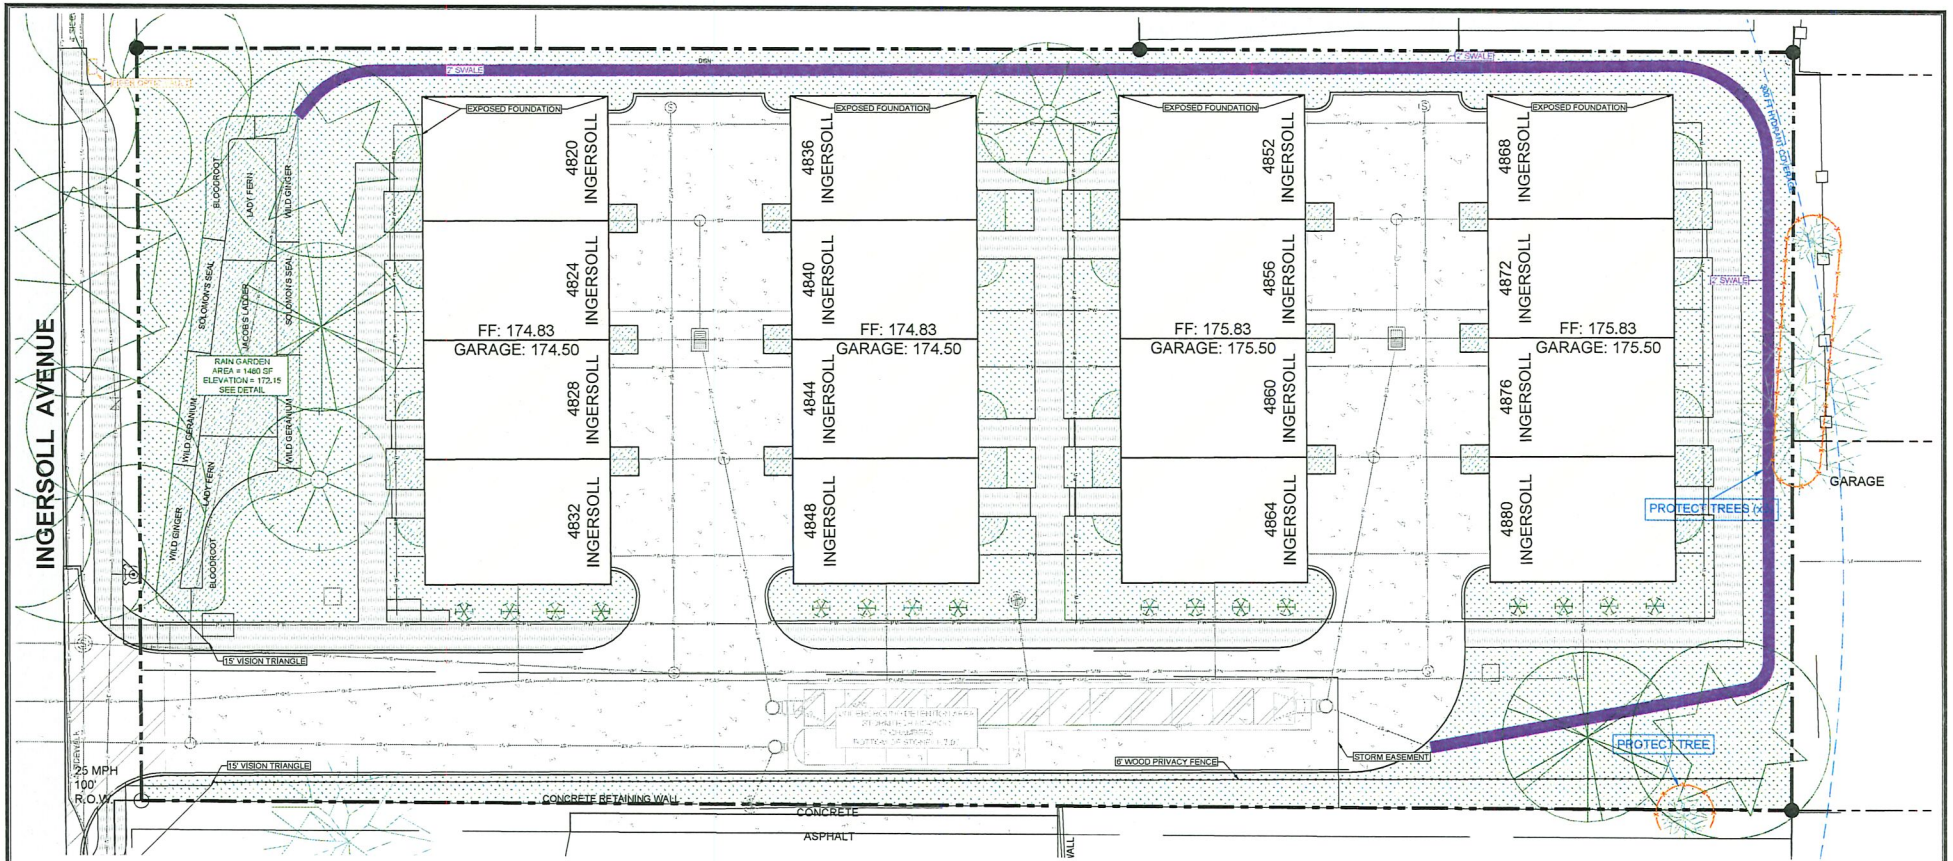 2' SWALE
DSN
2' SWALE
EXPOSED FOUNDATION
EXPOSED FOUNDATION
EXPOSED FOUNDATION
EXPOSED FOUNDATION
4820
INGERSOLL
4836
INGERSOLL
4852
INGERSOLL
4868
INGERSOLL
BLOODROOT
LADY FERN
WILD GINGER
SOLOMON'S SEAL
JACOB'S LADDER
SOLOMON'S SEAL
4824
INGERSOLL
4840
INGERSOLL
4856
INGERSOLL
4872
INGERSOLL
2' SWALE
FF: 174.83
GARAGE: 174.50
FF: 174.83
GARAGE: 174.50
FF: 175.83
GARAGE: 175.50
FF: 175.83
GARAGE: 175.50
INGERSOLL AVENUE
RAIN GARDEN
AREA = 1480 SF
ELEVATION = 172.15
SEE DETAIL
WILD GERANIUM
WILD GERANIUM
4828
INGERSOLL
4844
INGERSOLL
4860
INGERSOLL
4876
INGERSOLL
WILD GINGER
LADY FERN
BLOODROOT
4832
INGERSOLL
4848
INGERSOLL
4864
INGERSOLL
4880
INGERSOLL
GARAGE
PROTECT TREES
15' VISION TRIANGLE
PROTECT TREE
STORM EASEMENT
6' WOOD PRIVACY FENCE
15' VISION TRIANGLE
SIDEWALK
25 MPH
100'
R.O.W.
CONCRETE RETAINING WALL
CONCRETE
ASPHALT
WALL